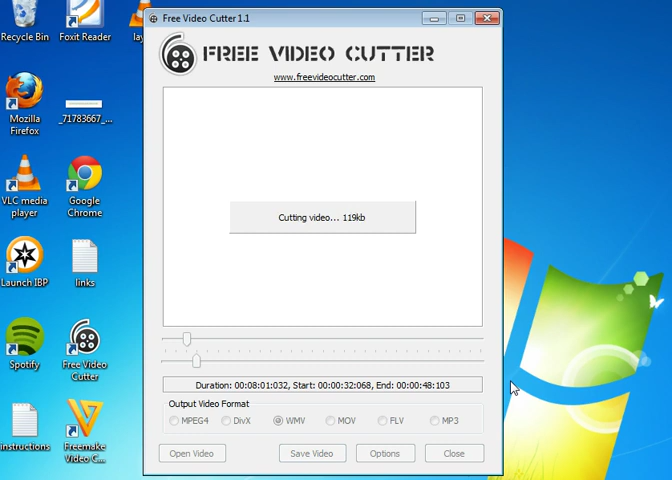 Free Video Cutter 1.1
FREE VIDEO CUTTER
www.freevideocutter.com
Cutting video... 119kb
Duration: 00:08:01:032, Start: 00:00:32:068, End: 00:00:48:103
Output Video Format
MPEG4 DivX WMV MOV FLV MP3
Open Video Save Video Options Close
Recycle Bin
Foxit Reader
lay
Mozilla
Firefox
_71783667_...
VLC media
player
Google
Chrome
Launch IBP
links
Spotify
Free Video
Cutter
instructions
Freemake
Video C...